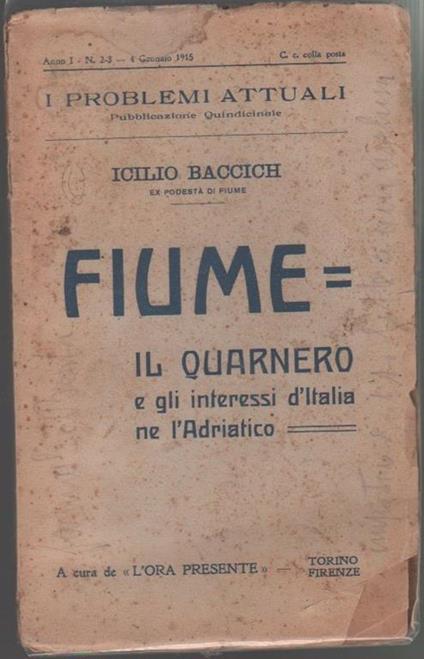 Anno I - N. 2-3 — 4 Gennaio 1915 C. c. colla posta
I PROBLEMI ATTUALI
Pubblicazione Quindicinale
ICILIO BACCICH
EX PODESTÀ DI FIUME
FIUME =
IL QUARNERO
e gli interessi d'Italia
ne l'Adriatico
A cura de «L'ORA PRESENTE» — TORINO
FIRENZE